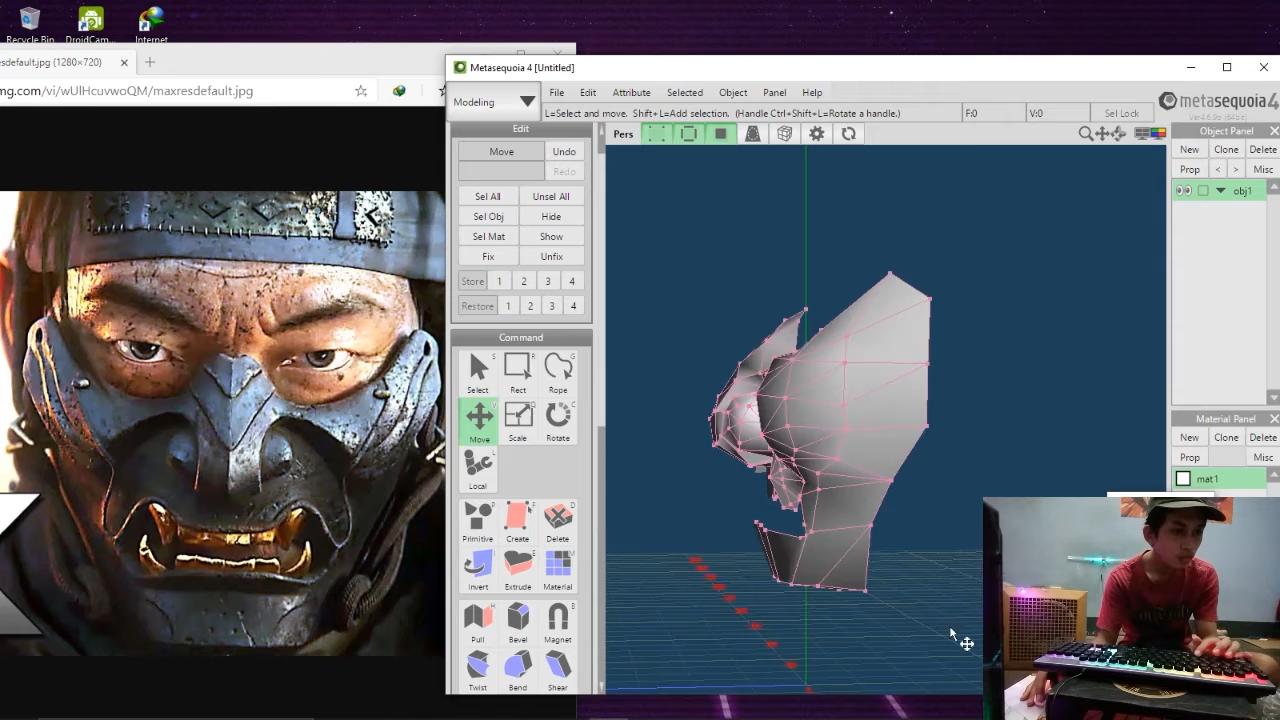 Recycle Bin
DroidCam...
Internet
esdefault.jpg (1280×720)
mg.com/vi/wUlHcuvwoQM/maxresdefault.jpg
Metasequoia 4 [Untitled]
Modeling
File Edit Attribute Selected Object Panel Help
L=Select and move. Shift+L=Add selection. (Handle Ctrl+Shift+L=Rotate a handle.)
F:0
V:0
Sel Lock
metasequoia 4
Pers
Edit
Move
Undo
Redo
Sel All
Unsel All
Sel Obj
Hide
Sel Mat
Show
Fix
Unfix
Store 1 2 3 4
Restore 1 2 3 4
Command
Select
Rect
Rope
Move
Scale
Rotate
Local
Primitive
Create
Delete
Invert
Extrude
Material
Pull
Bevel
Magnet
Twist
Bend
Shear
Object Panel
New Clone Delete
Prop < > Misc
obj1
Material Panel
New Clone Delete
Prop Misc
mat1